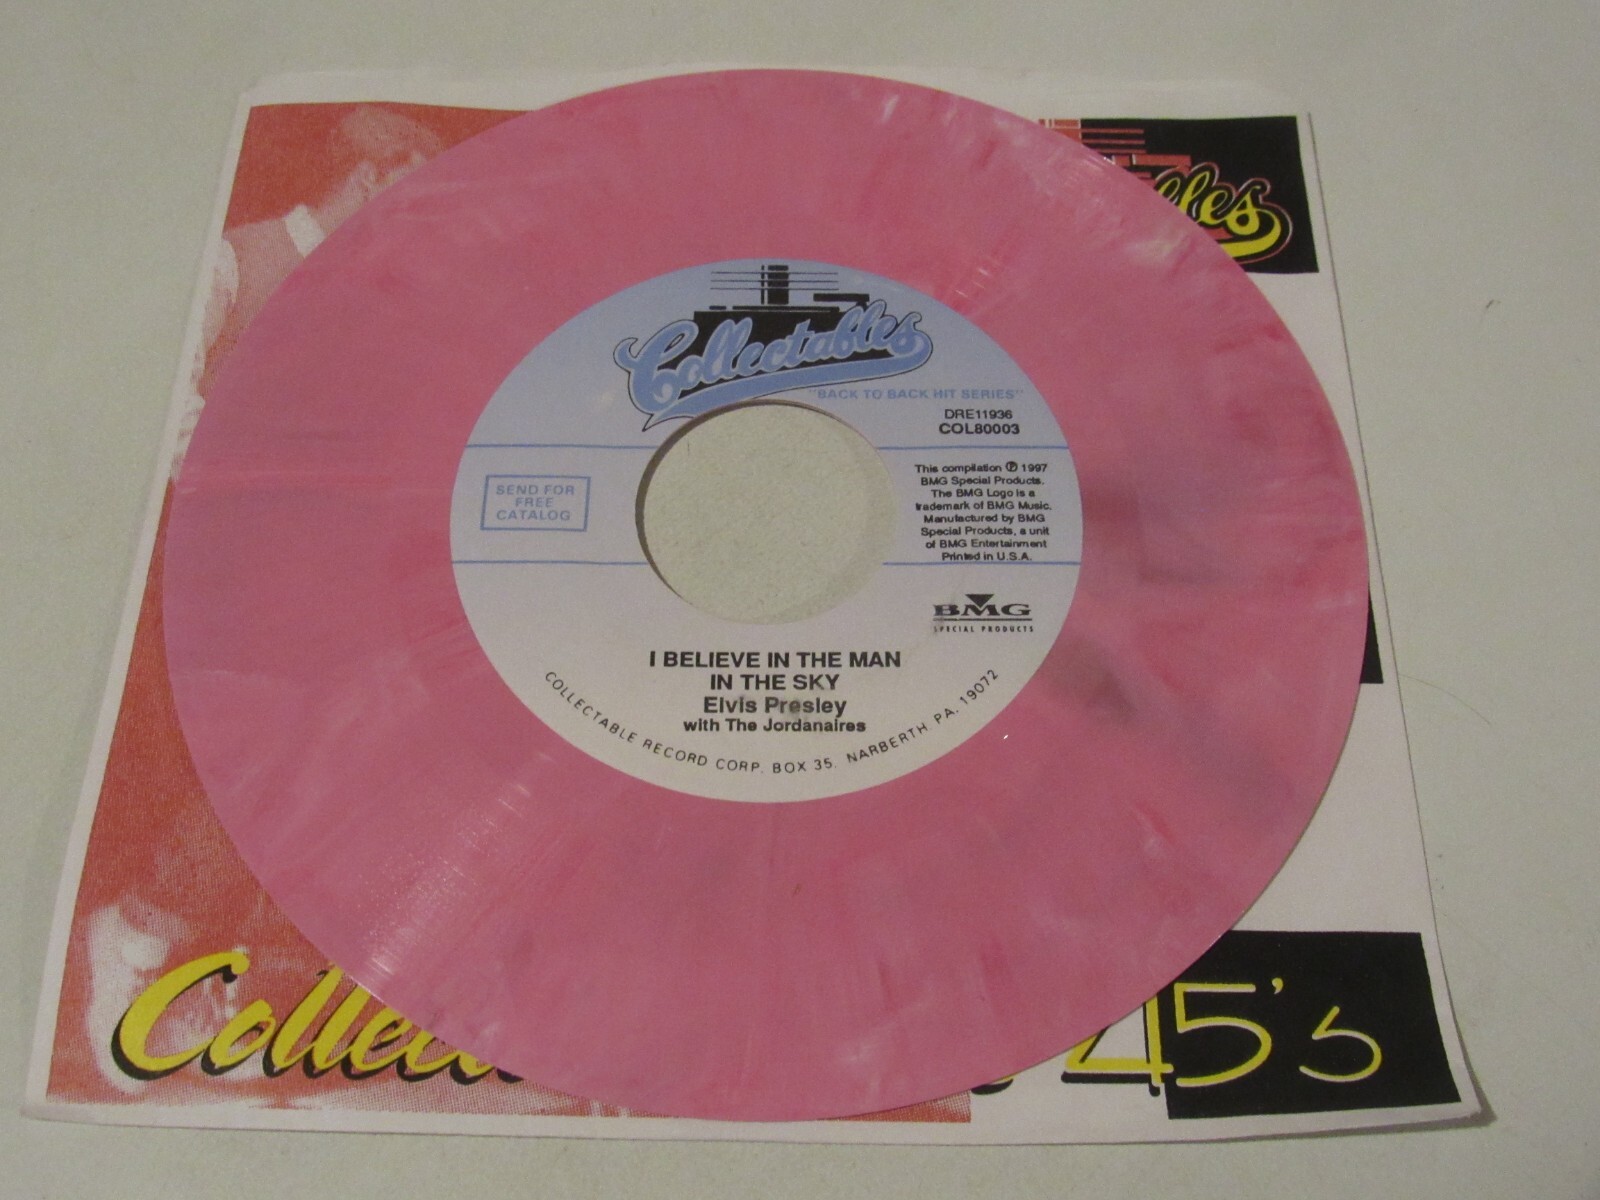 Collectables
"BACK TO BACK HIT SERIES"
DRE11936
COL80003
SEND FOR
FREE
CATALOG
This compilation ℗ 1997
BMG Special Products.
The BMG Logo is a
trademark of BMG Music.
Manufactured by BMG
Special Products, a unit
of BMG Entertainment
Printed in U.S.A.
BMG
SPECIAL PRODUCTS
I BELIEVE IN THE MAN
IN THE SKY
Elvis Presley
with The Jordanaires
COLLECTABLE RECORD CORP. BOX 35. NARBERTH PA. 19072
45's